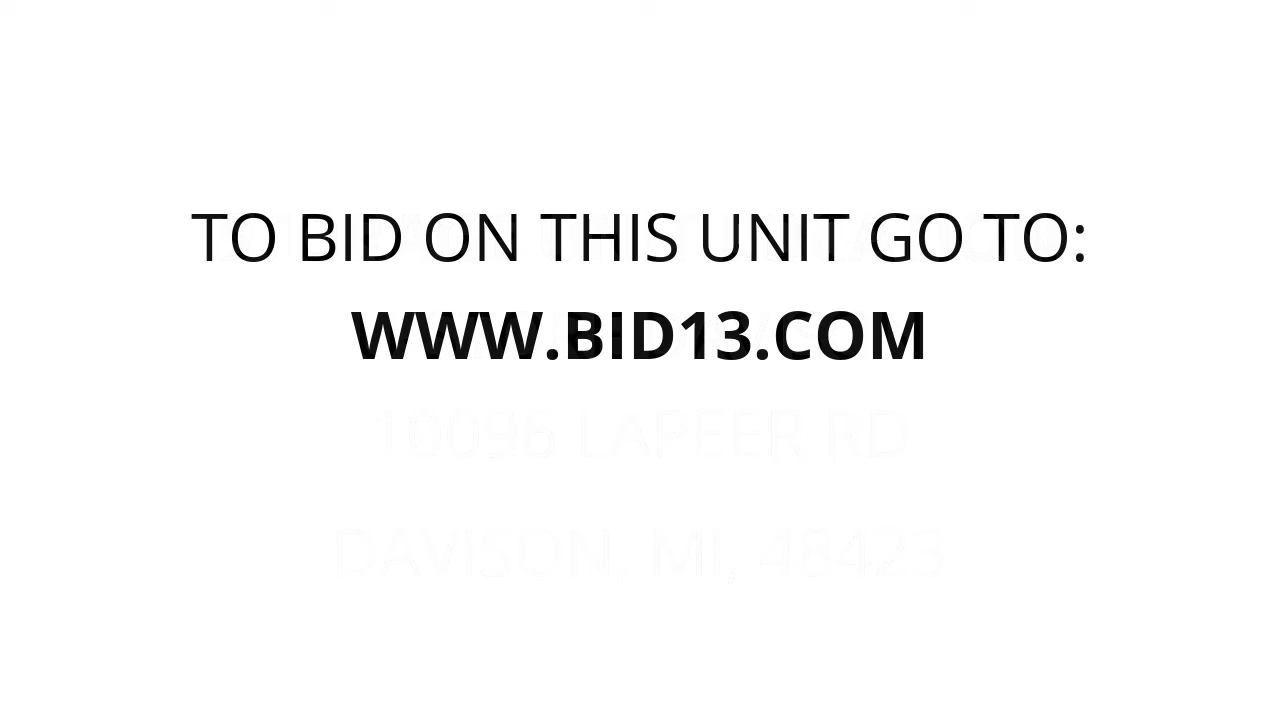 TO BID ON THIS UNIT GO TO:
WWW.BID13.COM
10096 LAPEER RD
DAVISON, MI, 48423